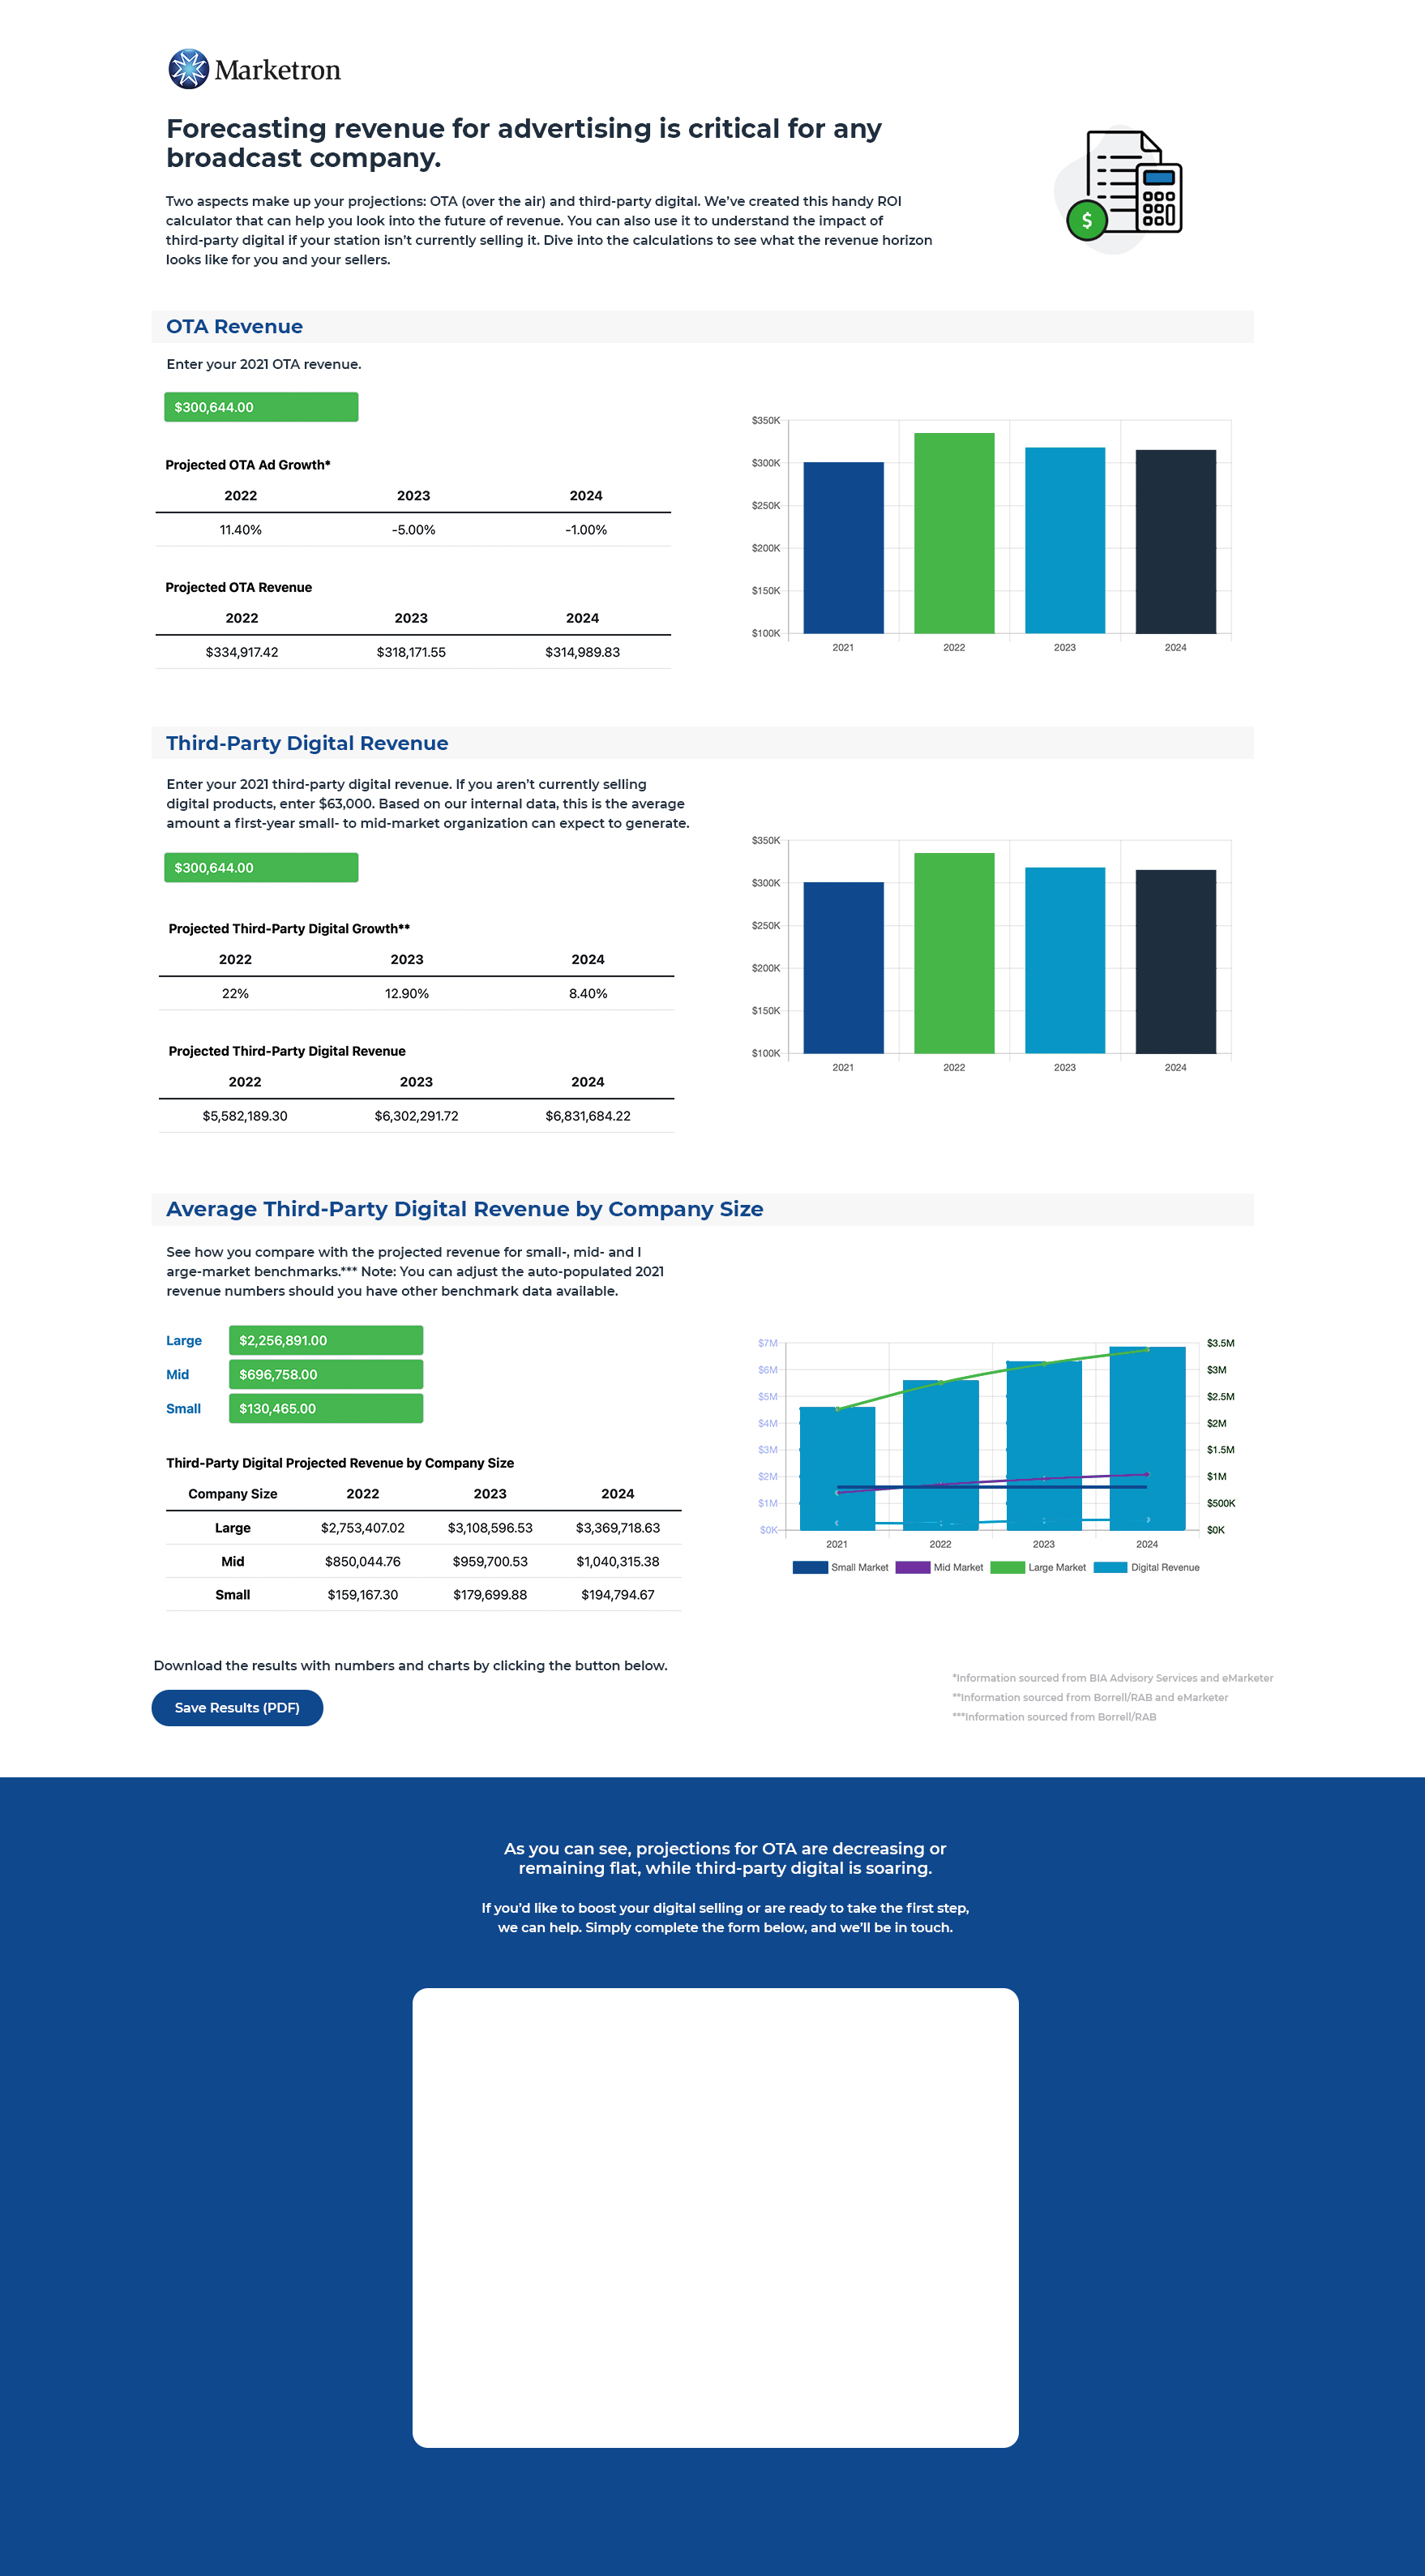 Marketron
Forecasting revenue for advertising is critical for any
broadcast company.
Two aspects make up your projections: OTA (over the air) and third-party digital. We’ve created this handy ROI
calculator that can help you look into the future of revenue. You can also use it to understand the impact of
third-party digital if your station isn’t currently selling it. Dive into the calculations to see what the revenue horizon
looks like for you and your sellers.
$
OTA Revenue
Enter your 2021 OTA revenue.
$300,644.00
Projected OTA Ad Growth*
2022 2023 2024
11.40% -5.00% -1.00%
Projected OTA Revenue
2022 2023 2024
$334,917.42 $318,171.55 $314,989.83
$350K
$300K
$250K
$200K
$150K
$100K
2021 2022 2023 2024
Third-Party Digital Revenue
Enter your 2021 third-party digital revenue. If you aren’t currently selling
digital products, enter $63,000. Based on our internal data, this is the average
amount a first-year small- to mid-market organization can expect to generate.
$300,644.00
Projected Third-Party Digital Growth**
2022 2023 2024
22% 12.90% 8.40%
Projected Third-Party Digital Revenue
2022 2023 2024
$5,582,189.30 $6,302,291.72 $6,831,684.22
$350K
$300K
$250K
$200K
$150K
$100K
2021 2022 2023 2024
Average Third-Party Digital Revenue by Company Size
See how you compare with the projected revenue for small-, mid- and l
arge-market benchmarks.*** Note: You can adjust the auto-populated 2021
revenue numbers should you have other benchmark data available.
Large $2,256,891.00
Mid $696,758.00
Small $130,465.00
Third-Party Digital Projected Revenue by Company Size
Company Size 2022 2023 2024
Large $2,753,407.02 $3,108,596.53 $3,369,718.63
Mid $850,044.76 $959,700.53 $1,040,315.38
Small $159,167.30 $179,699.88 $194,794.67
$7M $3.5M
$6M $3M
$5M $2.5M
$4M $2M
$3M $1.5M
$2M $1M
$1M $500K
$0K $0K
2021 2022 2023 2024
Small Market Mid Market Large Market Digital Revenue
Download the results with numbers and charts by clicking the button below.
Save Results (PDF)
*Information sourced from BIA Advisory Services and eMarketer
**Information sourced from Borrell/RAB and eMarketer
***Information sourced from Borrell/RAB
As you can see, projections for OTA are decreasing or
remaining flat, while third-party digital is soaring.
If you’d like to boost your digital selling or are ready to take the first step,
we can help. Simply complete the form below, and we’ll be in touch.